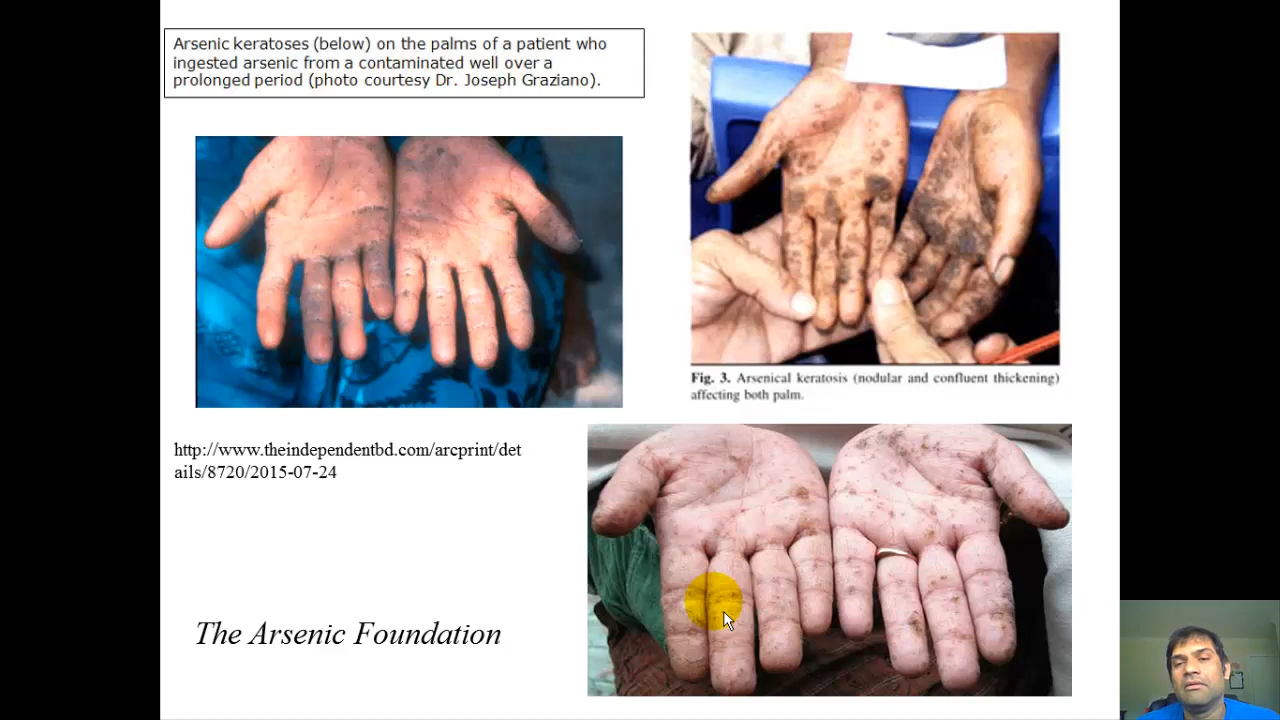 Arsenic keratoses (below) on the palms of a patient who
ingested arsenic from a contaminated well over a
prolonged period (photo courtesy Dr. Joseph Graziano).
Fig. 3. Arsenical keratosis (nodular and confluent thickening)
affecting both palm.
http://www.theindependentbd.com/arcprint/det
ails/8720/2015-07-24
The Arsenic Foundation